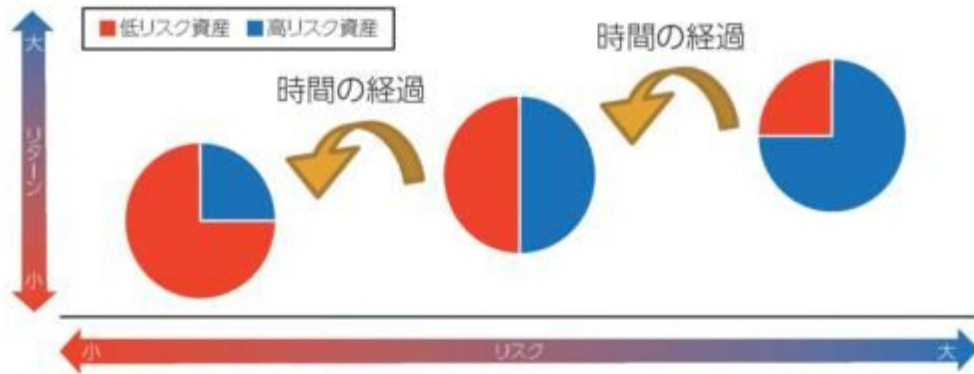 大
リターン
小
低リスク資産 高リスク資産
時間の経過
時間の経過
小 リスク 大